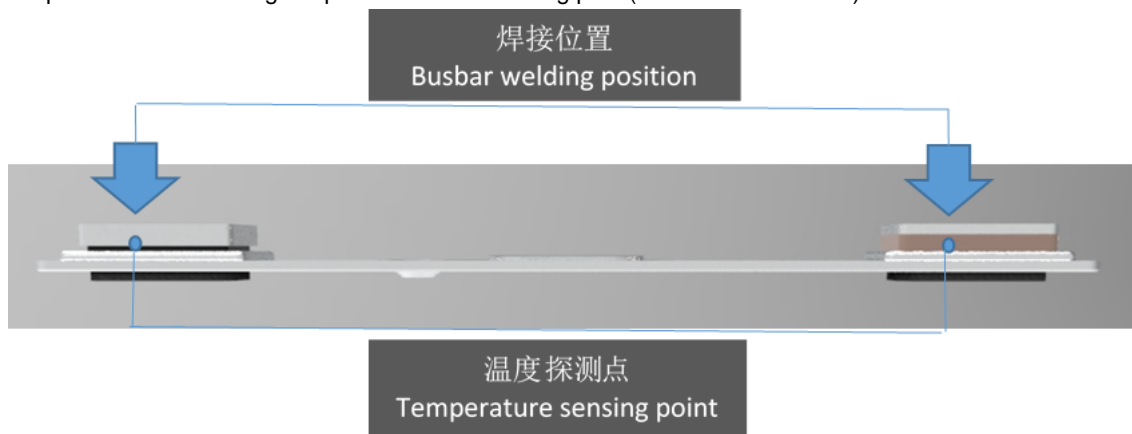 焊接位置
Busbar welding position
温度探测点
Temperature sensing point